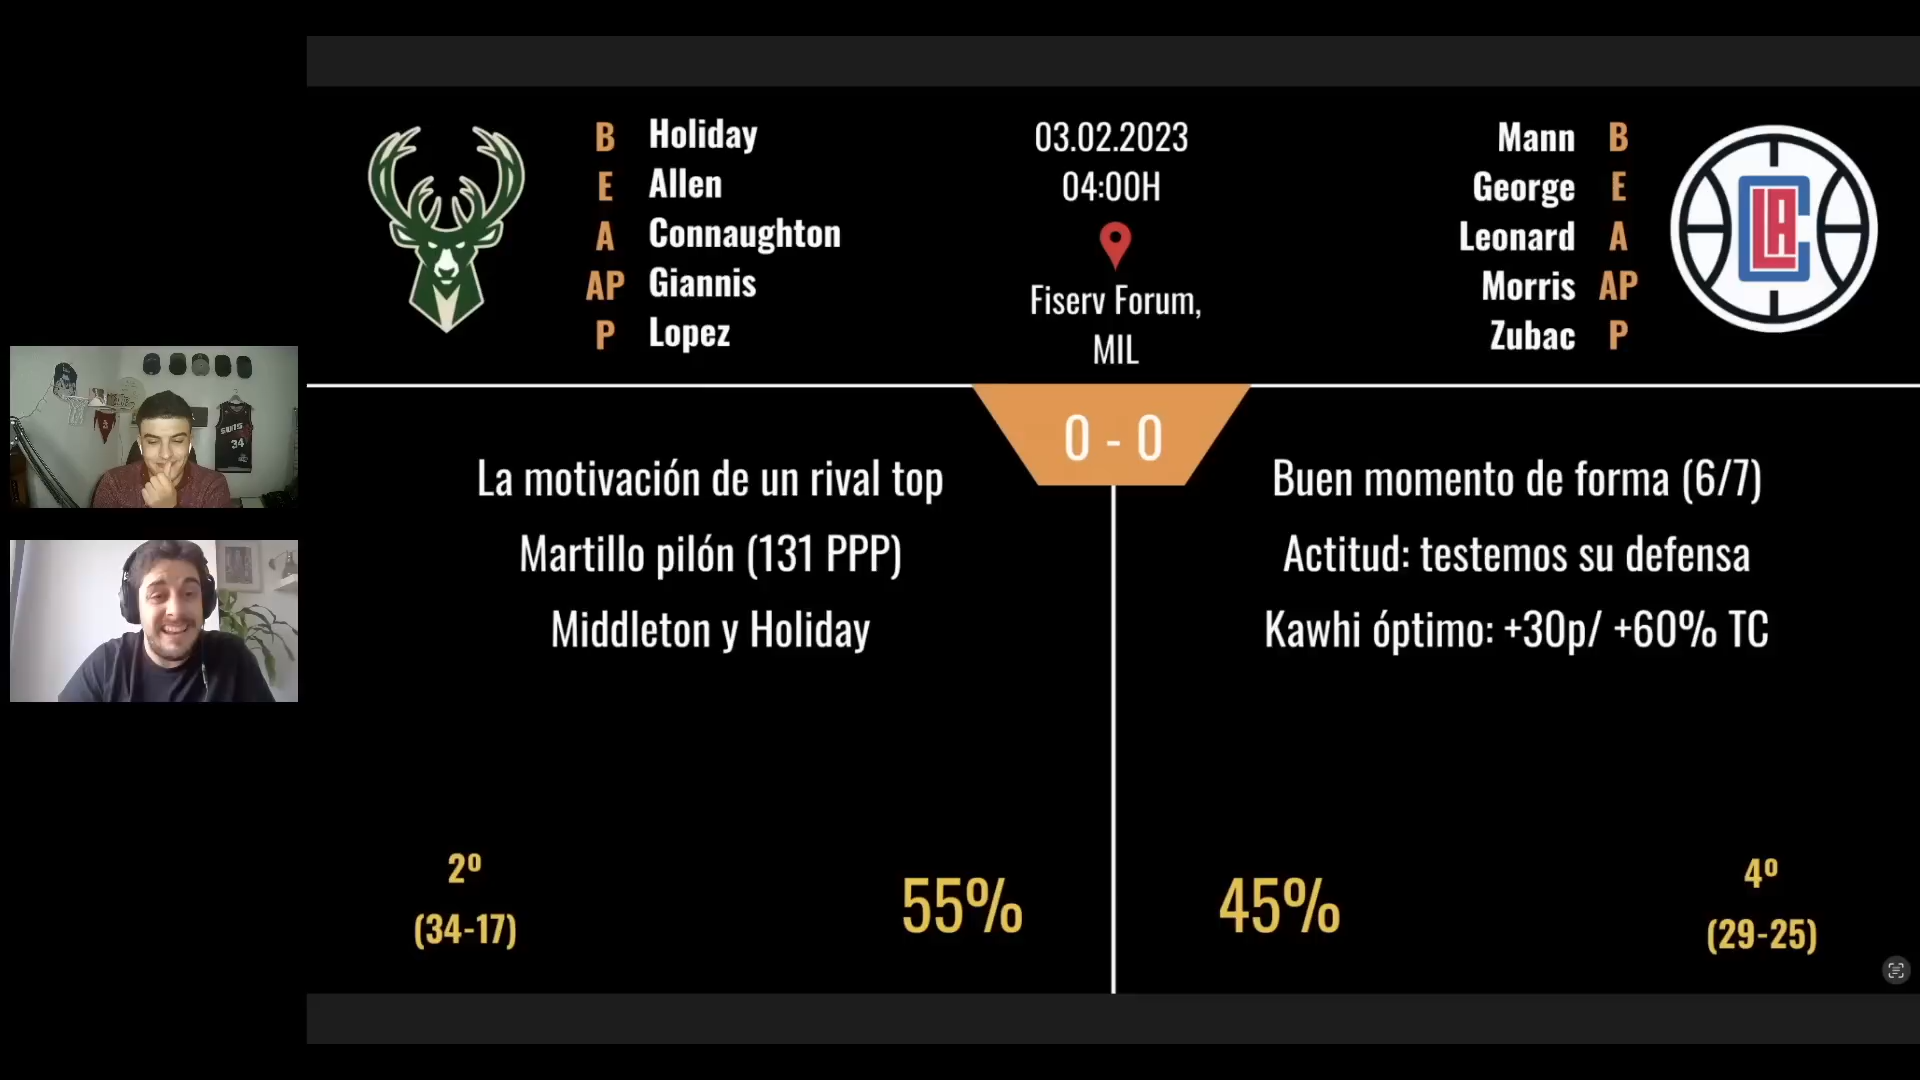 B Holiday
E Allen
A Connaughton
AP Giannis
P Lopez
03.02.2023
04:00H
Fiserv Forum,
MIL
Mann B
George E
Leonard A
Morris AP
Zubac P
LA
0 - 0
La motivación de un rival top
Martillo pilón (131 PPP)
Middleton y Holiday
Buen momento de forma (6/7)
Actitud: testemos su defensa
Kawhi óptimo: +30p/ +60% TC
2º
(34-17)
55%
45%
4º
(29-25)
SUNS
34